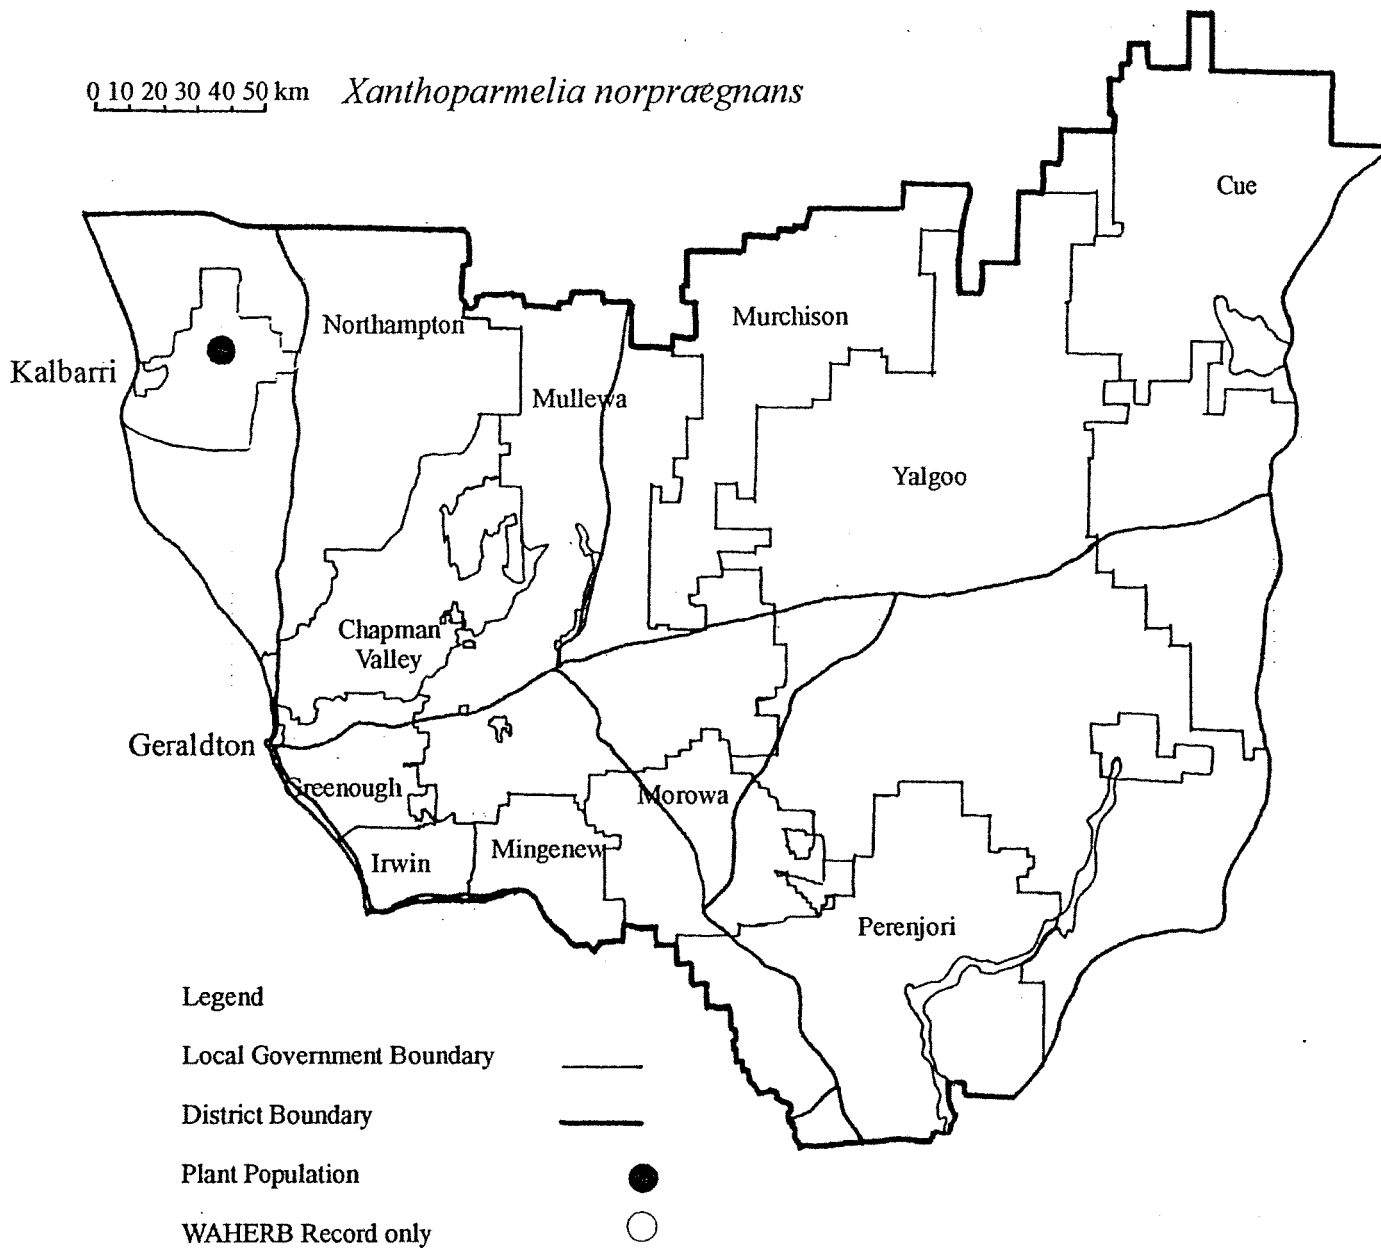 0 10 20 30 40 50 km
Xanthoparmelia norpraegnans
Cue
Northampton
Murchison
Kalbarri
Mullewa
Yalgoo
Chapman
Valley
Geraldton
Greenough
Morowa
Irwin
Mingenew
Perenjori
Legend
Local Government Boundary
District Boundary
Plant Population
WAHERB Record only